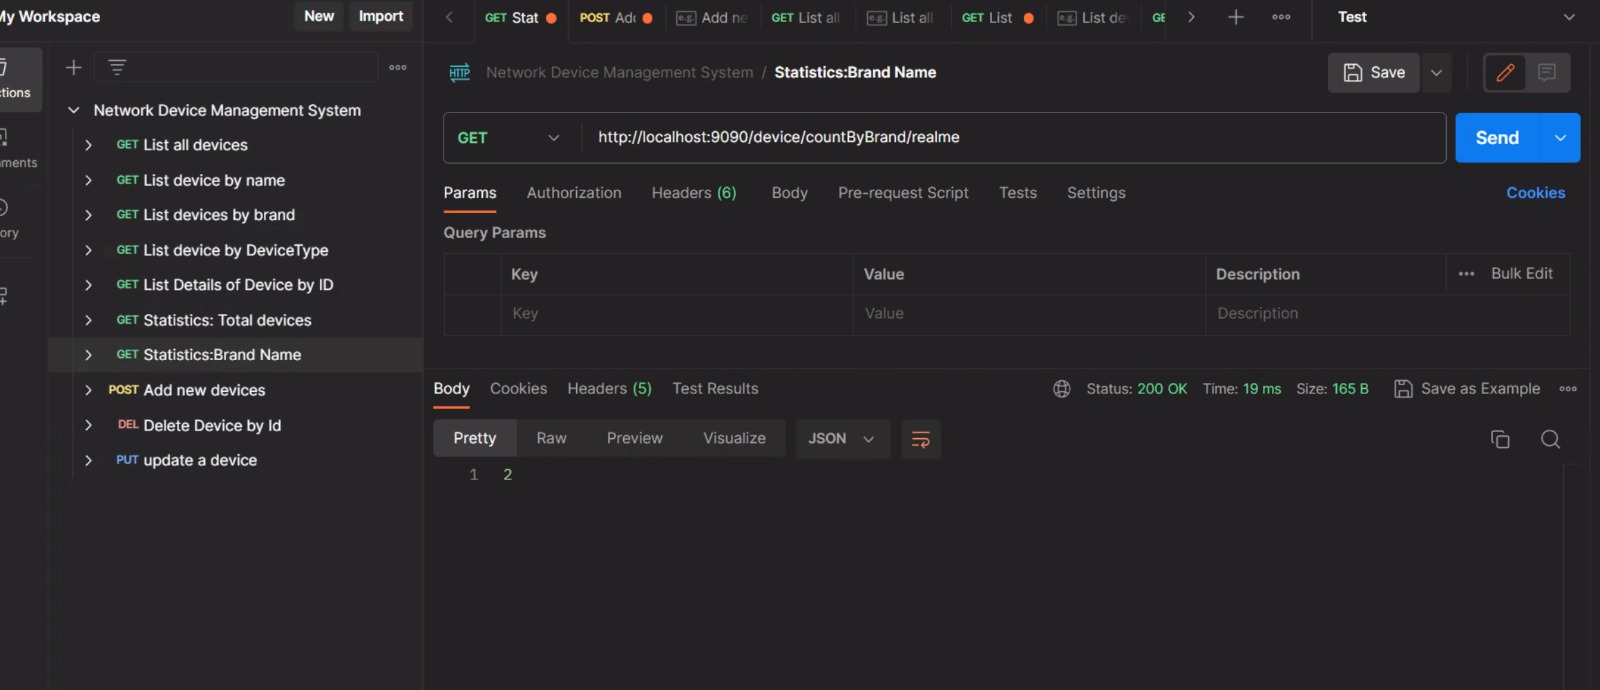 My Workspace
New
Import
GET Stat
POST Add
e.g. Add ne
GET List all
e.g. List all
GET List
e.g. List de
GE
Test
ctions
ments
ory
Network Device Management System
GET List all devices
GET List device by name
GET List devices by brand
GET List device by DeviceType
GET List Details of Device by ID
GET Statistics: Total devices
GET Statistics:Brand Name
POST Add new devices
DEL Delete Device by Id
PUT update a device
HTTP Network Device Management System / Statistics:Brand Name
Save
GET
http://localhost:9090/device/countByBrand/realme
Send
Params Authorization Headers (6) Body Pre-request Script Tests Settings
Cookies
Query Params
Key Value Description Bulk Edit
Key Value Description
Body Cookies Headers (5) Test Results
Status: 200 OK Time: 19 ms Size: 165 B Save as Example
Pretty Raw Preview Visualize JSON
1 2